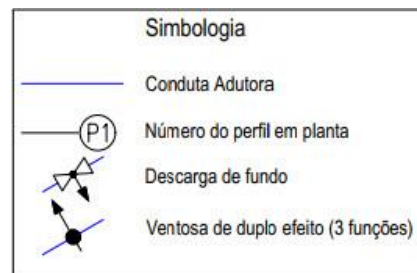 Simbologia
Conduta Adutora
P1 Número do perfil em planta
Descarga de fundo
Ventosa de duplo efeito (3 funções)